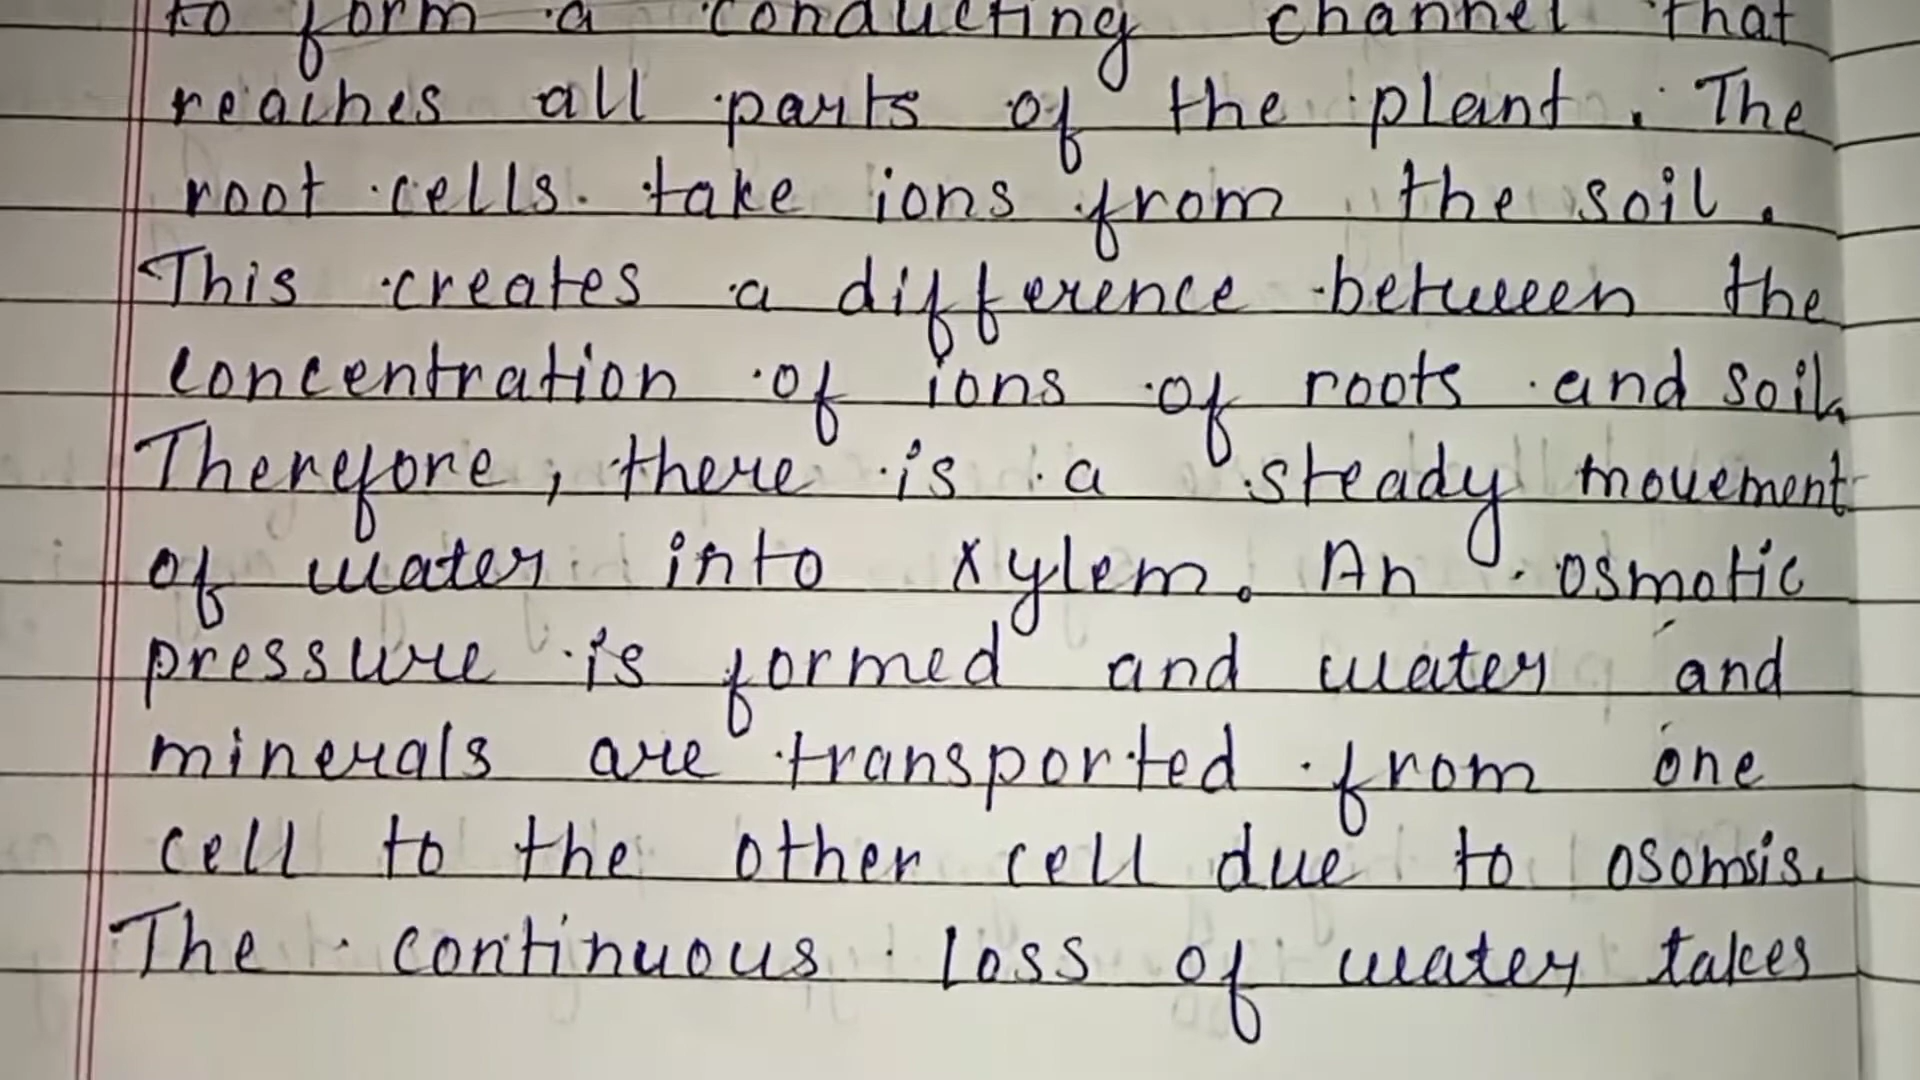 to form a conducting channel that
reaches all parts of the plant. The
root cells take ions from the soil.
This creates a difference between the
concentration of ions of roots and soil.
Therefore, there is a steady movement
of water into xylem. An osmotic
pressure is formed and water and
minerals are transported from one
cell to the other cell due to osomsis.
The continuous loss of water takes